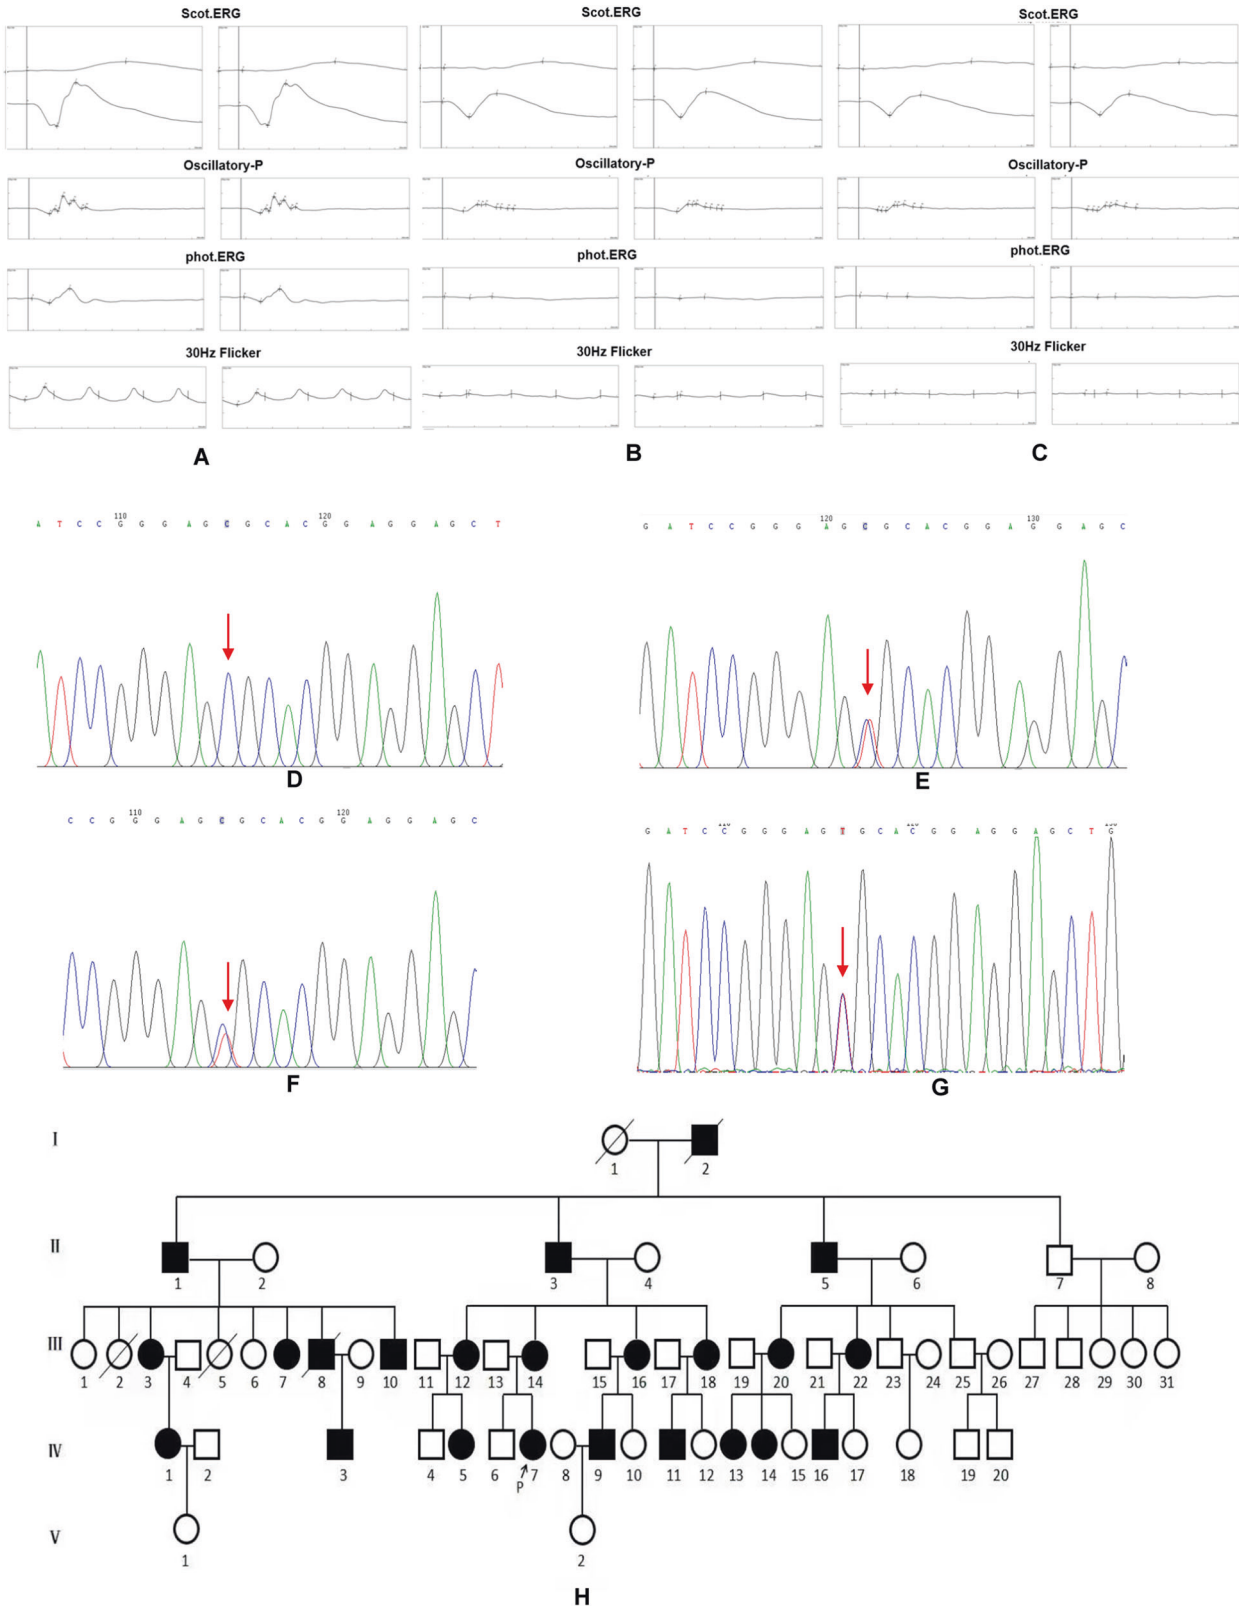 Scot.ERG Scot.ERG Scot.ERG
Oscillatory-P Oscillatory-P Oscillatory-P
phot.ERG phot.ERG phot.ERG
30Hz Flicker 30Hz Flicker 30Hz Flicker
A B C
110 120
A T C C G G G A G C G C A C G G A G G A G C T
D
120 130
G A T C C G G G A G C G C A C G G A G G A G C
E
110 120
C C G G G A G C G C A C G G A G G A G C
F
G A T C C G G G A G T G C A C G G A G G A G C T G
G
I
1 2
II
1 2 3 4 5 6 7 8
III
1 2 3 4 5 6 7 8 9 10 11 12 13 14 15 16 17 18 19 20 21 22 23 24 25 26 27 28 29 30 31
IV
1 2 3 4 5 6 7 8 9 10 11 12 13 14 15 16 17 18 19 20
P
V
1 2
H